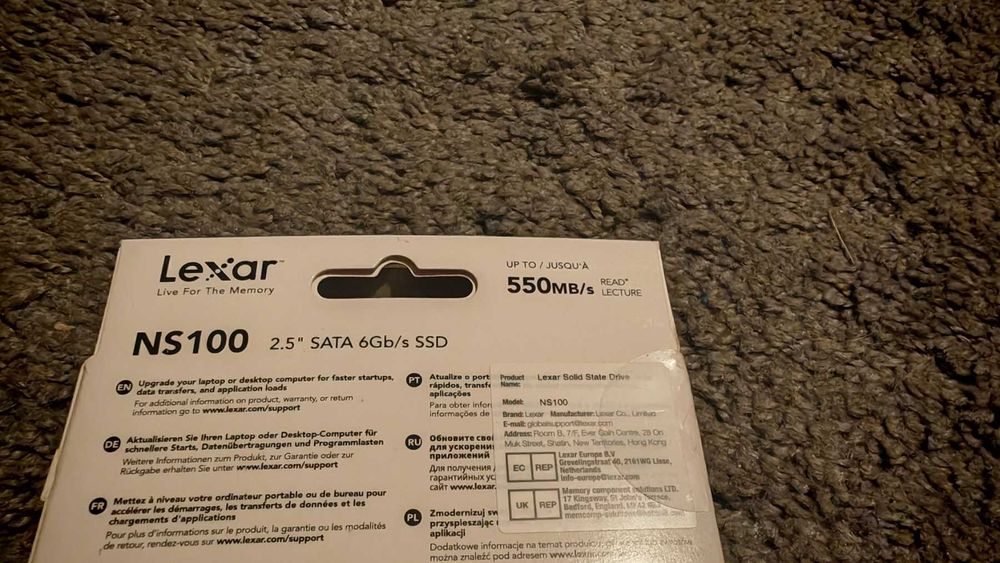 Lexar™
Live For The Memory
UP TO / JUSQU'À
550MB/s READ*
LECTURE
NS100 2.5" SATA 6Gb/s SSD
EN Upgrade your laptop or desktop computer for faster startups,
data transfers, and application loads
For additional information on product, warranty, or return
information go to www.lexar.com/support
DE Aktualisieren Sie Ihren Laptop oder Desktop-Computer für
schnellere Starts, Datenübertragungen und Programmlasten
Weitere Informationen zum Produkt, zur Garantie oder zur
Rückgabe erhalten Sie unter www.lexar.com/support
FR Mettez à niveau votre ordinateur portable ou de bureau pour
accélérer les démarrages, les transferts de données et les
chargements d'applications
Pour plus d'informations sur le produit, la garantie ou les modalités
de retour, rendez-vous sur www.lexar.com/support
PT Atualize o port
rápidos, transfe
aplicações
Para obter infor
informações de
RU Обновите свой
для ускорени
приложений
Для получения
гарантийных ус
сайт www.lexar.
PL Zmodernizuj sw
przyspieszając
aplikacji
Dodatkowe informacje na temat
można znaleźć pod adresem
Product
Name: Lexar Solid State Drive
Model: NS100
Brand: Lexar Manufacturer: Lexar Co., Limited
E-mail: globalsupport@lexar.com
Address: Room B, 7/F, Ever Gain Centre, 28 On
Muk Street, Shatin, New Territories, Hong Kong
EC REP Lexar Europe B.V
Grevelingstraat 60, 2161WG Lisse,
Netherlands
info-europe@lexar.com
UK REP Memory component solutions LTD.
17 Kingsway, St John's Terrace,
Bedford, England,